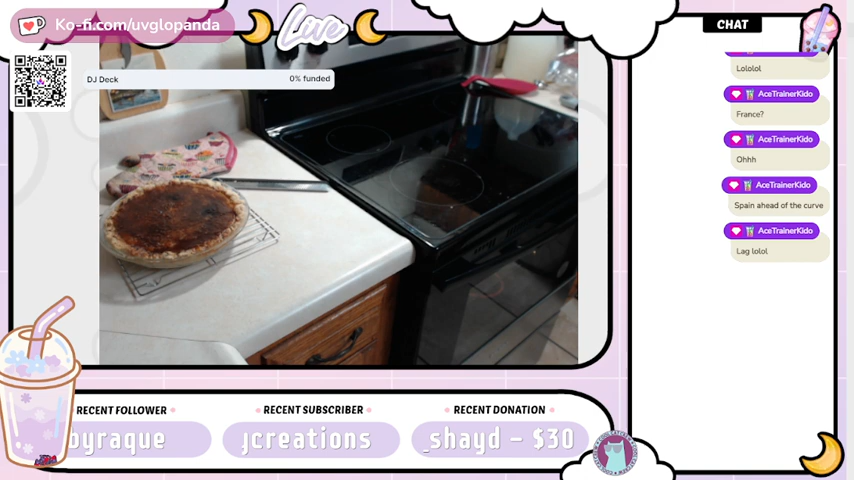 Ko-fi.com/uvglopanda
Live
DJ Deck
0% funded
CHAT
Lololol
AceTrainerKido
France?
AceTrainerKido
Ohhh
AceTrainerKido
Spain ahead of the curve
AceTrainerKido
Lag lolol
RECENT FOLLOWER
RECENT SUBSCRIBER
RECENT DONATION
byraque
jcreations
_shayd - $30